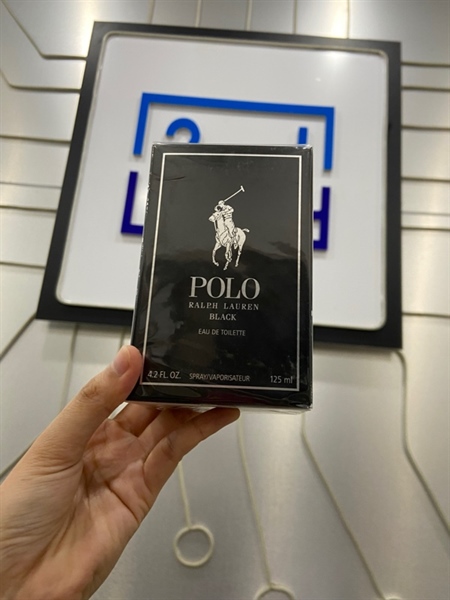 POLO
RALPH LAUREN
BLACK
EAU DE TOILETTE
4.2 FL. OZ. SPRAY/VAPORISATEUR 125 ml